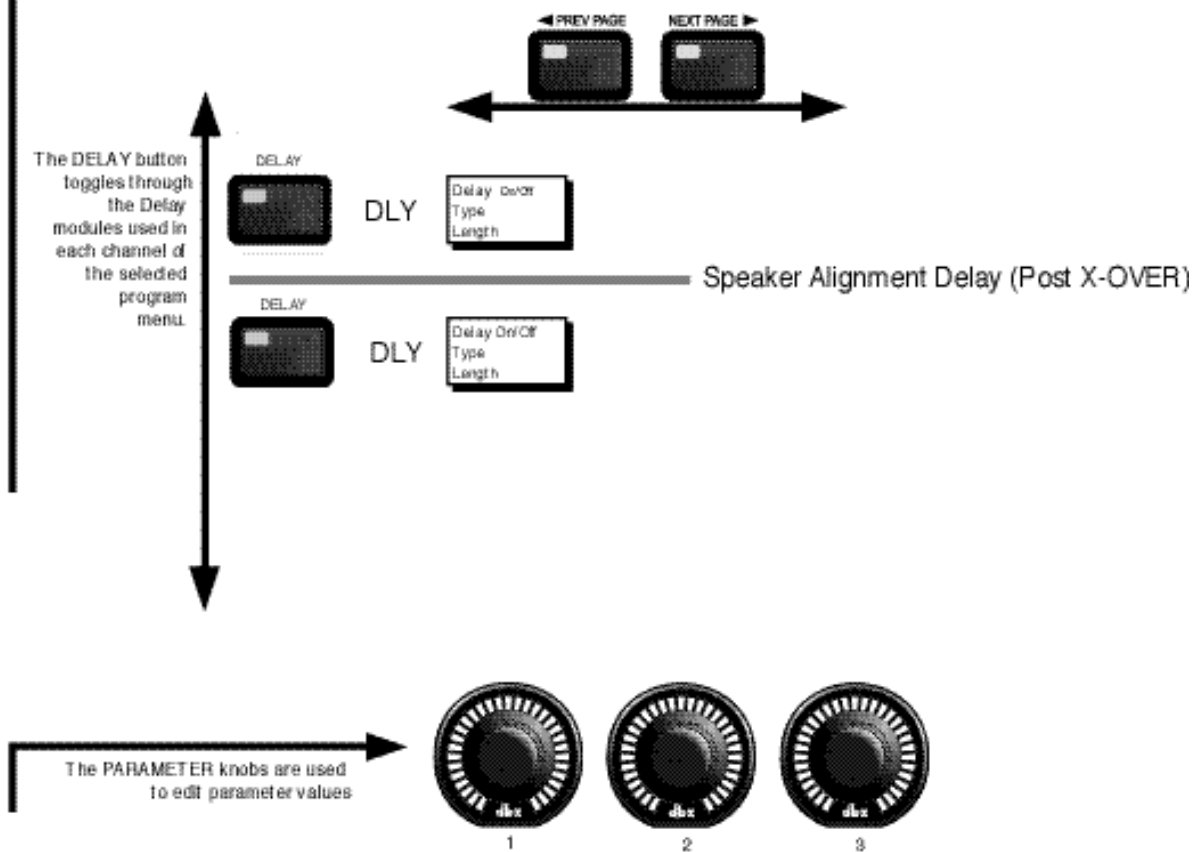 ◀ PREV PAGE NEXT PAGE ▶
The DELAY button
toggles through
the Delay
modules used in
each channel of
the selected
program
menu.
DELAY
DLY
Delay On/Off
Type
Length
Speaker Alignment Delay (Post X-OVER)
DELAY
DLY
Delay On/Off
Type
Length
The PARAMETER knobs are used
to edit parameter values
dbx dbx dbx
1 2 3